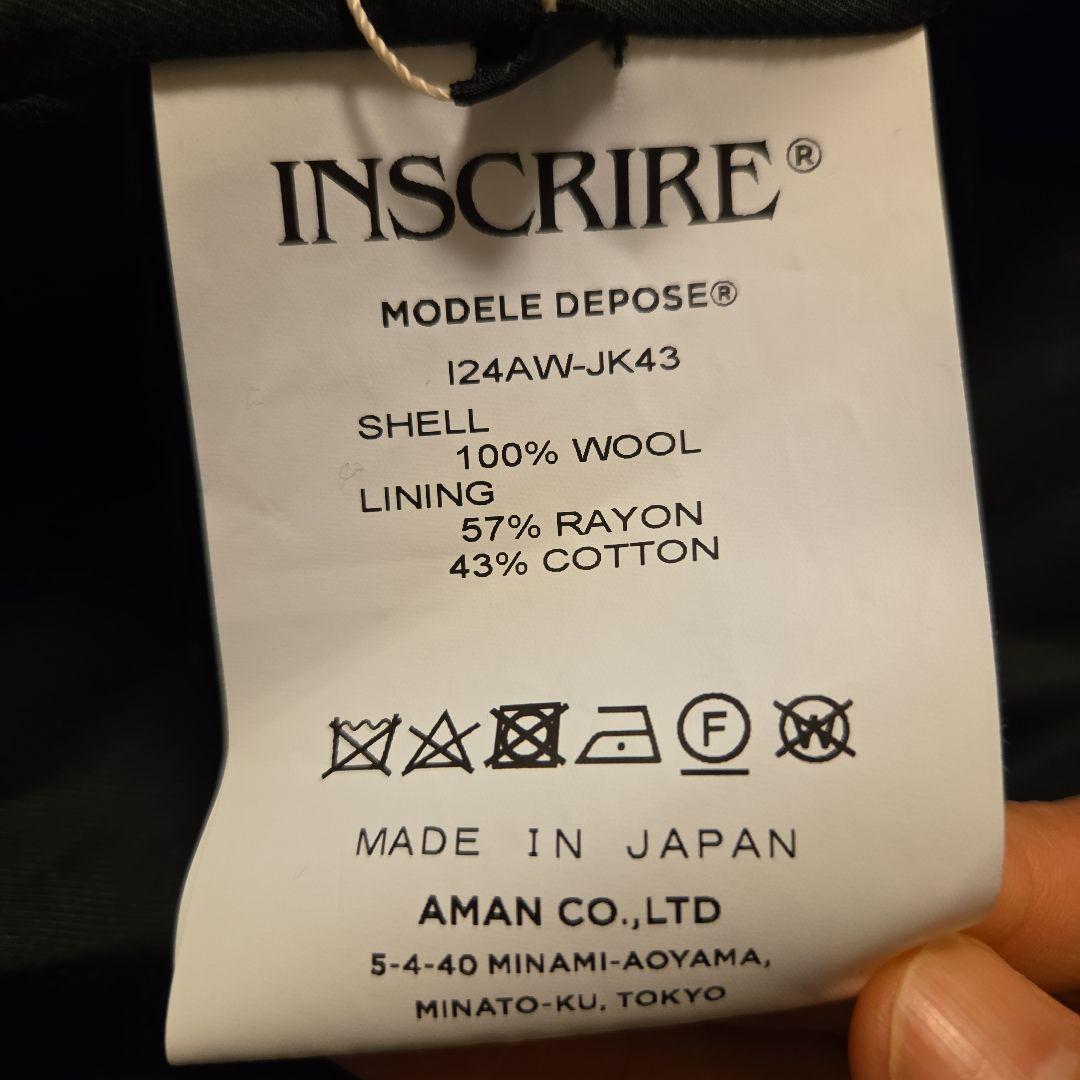 INSCRIRE®
MODELE DEPOSE®
I24AW-JK43
SHELL
100% WOOL
LINING
57% RAYON
43% COTTON
F
W
MADE IN JAPAN
AMAN CO.,LTD
5-4-40 MINAMI-AOYAMA,
MINATO-KU, TOKYO